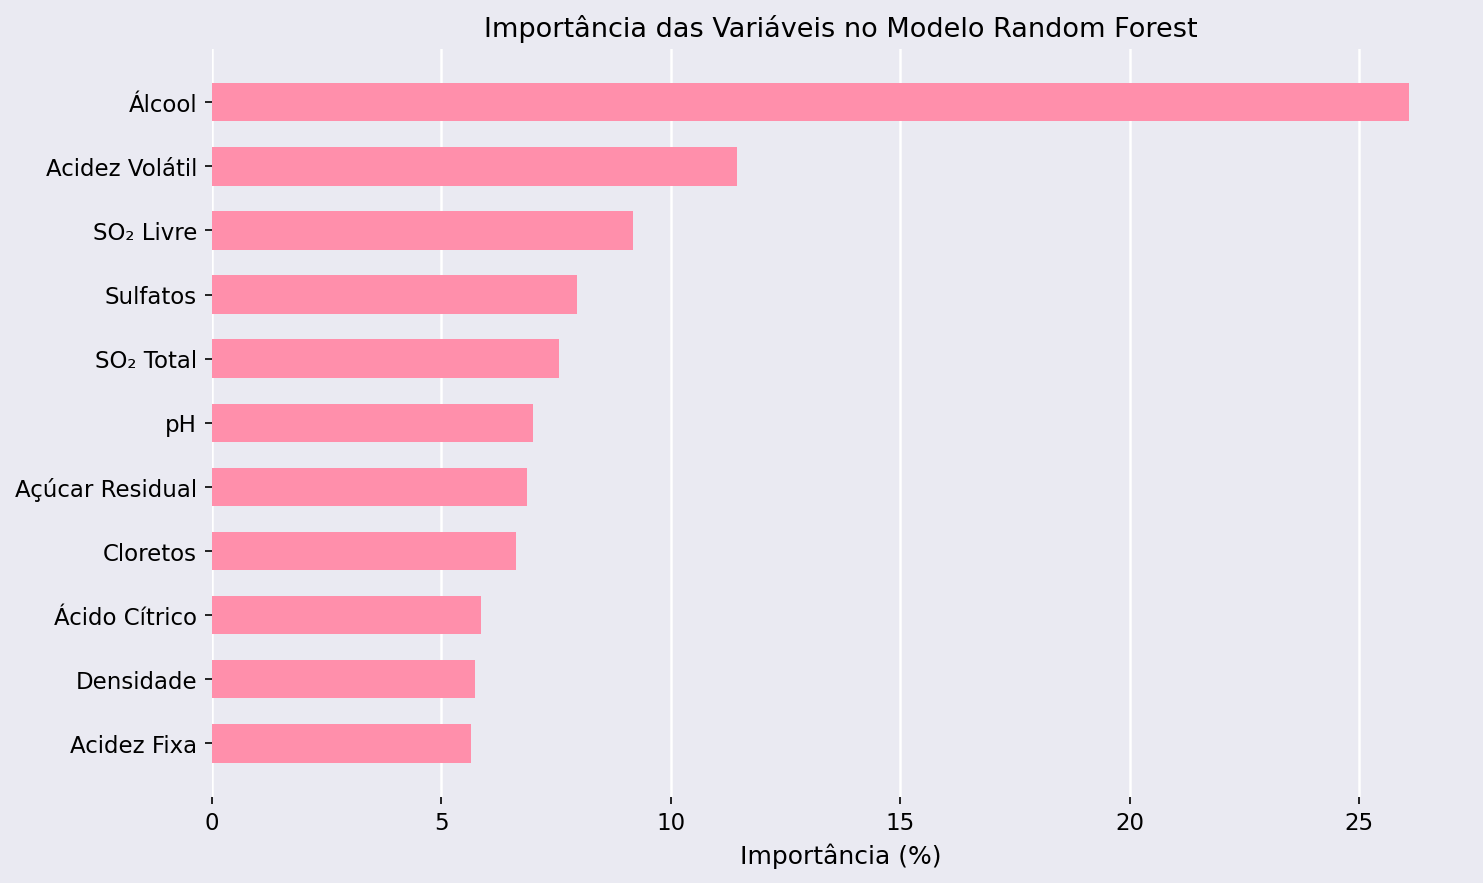 Importância das Variáveis no Modelo Random Forest
Álcool
Acidez Volátil
SO₂ Livre
Sulfatos
SO₂ Total
pH
Açúcar Residual
Cloretos
Ácido Cítrico
Densidade
Acidez Fixa
0 5 10 15 20 25
Importância (%)